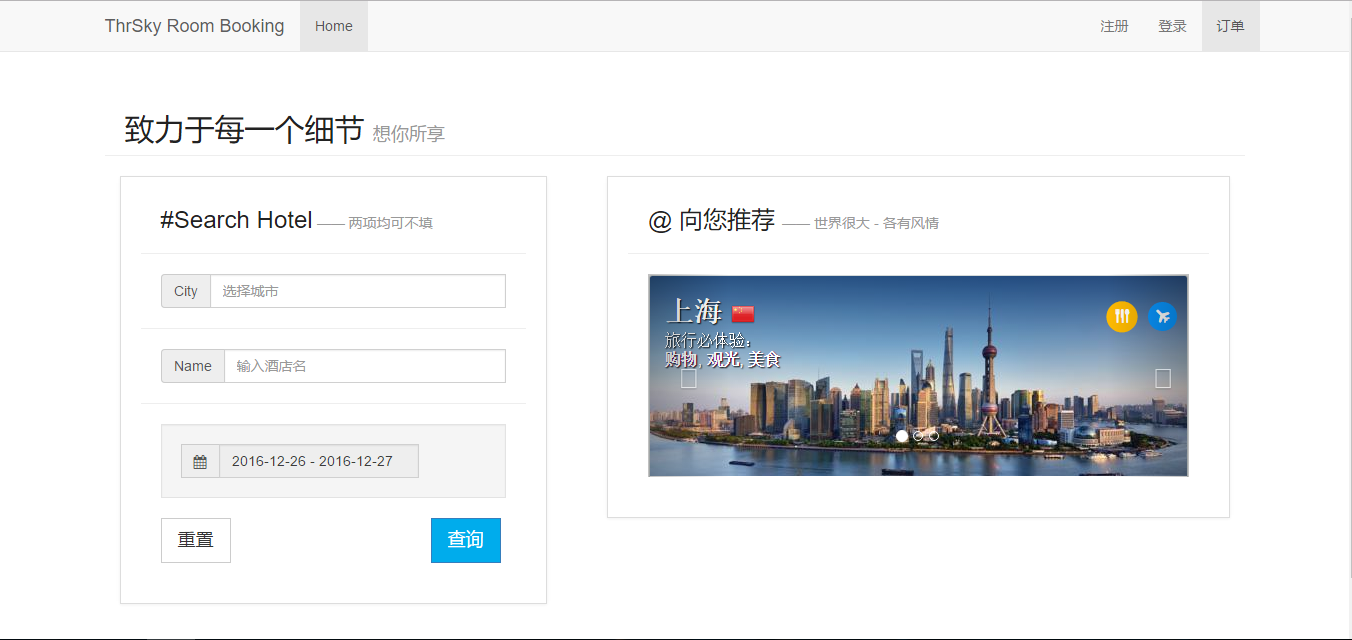 ThrSky Room Booking Home 注册 登录 订单
致力于每一个细节 想你所享
#Search Hotel —— 两项均可不填
City 选择城市
Name 输入酒店名
2016-12-26 - 2016-12-27
重置 查询
@ 向您推荐 —— 世界很大 - 各有风情
上海
旅行必体验：
购物, 观光, 美食